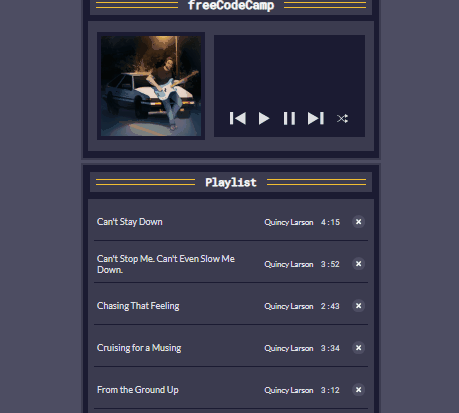 freeCodeCamp
Playlist
Can't Stay Down Quincy Larson 4:15
Can't Stop Me. Can't Even Slow Me
Down. Quincy Larson 3:52
Chasing That Feeling Quincy Larson 2:43
Cruising for a Musing Quincy Larson 3:34
From the Ground Up Quincy Larson 3:12